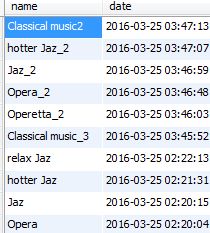 name date
Classical music2 2016-03-25 03:47:13
hotter Jaz_2 2016-03-25 03:47:07
Jaz_2 2016-03-25 03:46:59
Opera_2 2016-03-25 03:46:48
Operetta_2 2016-03-25 03:46:03
Classical music_3 2016-03-25 03:45:52
relax Jaz 2016-03-25 02:22:13
hotter Jaz 2016-03-25 02:21:31
Jaz 2016-03-25 02:20:15
Opera 2016-03-25 02:20:04